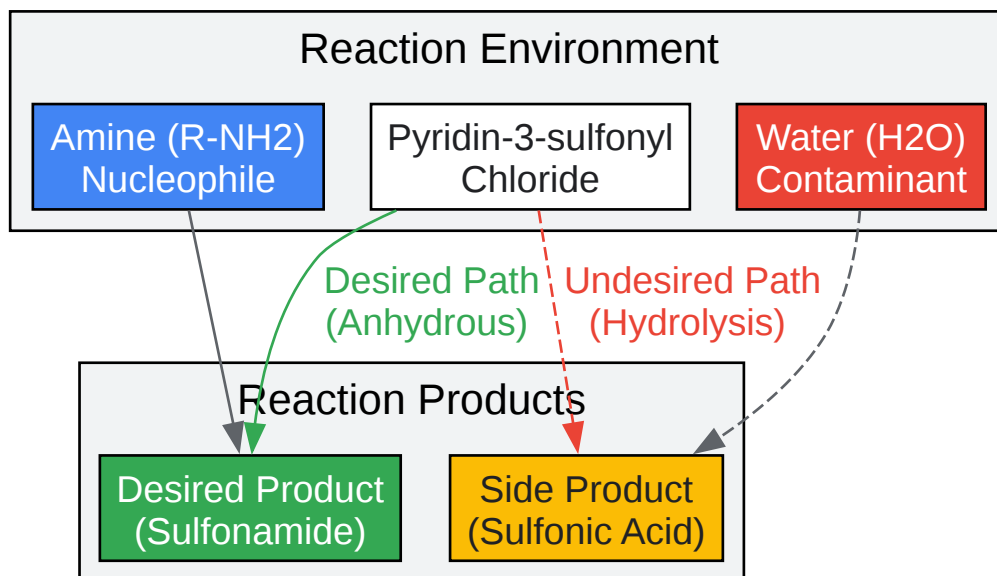 Reaction Environment
Amine (R-NH2)
Nucleophile
Pyridin-3-sulfonyl
Chloride
Water (H2O)
Contaminant
Desired Path
(Anhydrous)
Undesired Path
(Hydrolysis)
Reaction Products
Desired Product
(Sulfonamide)
Side Product
(Sulfonic Acid)